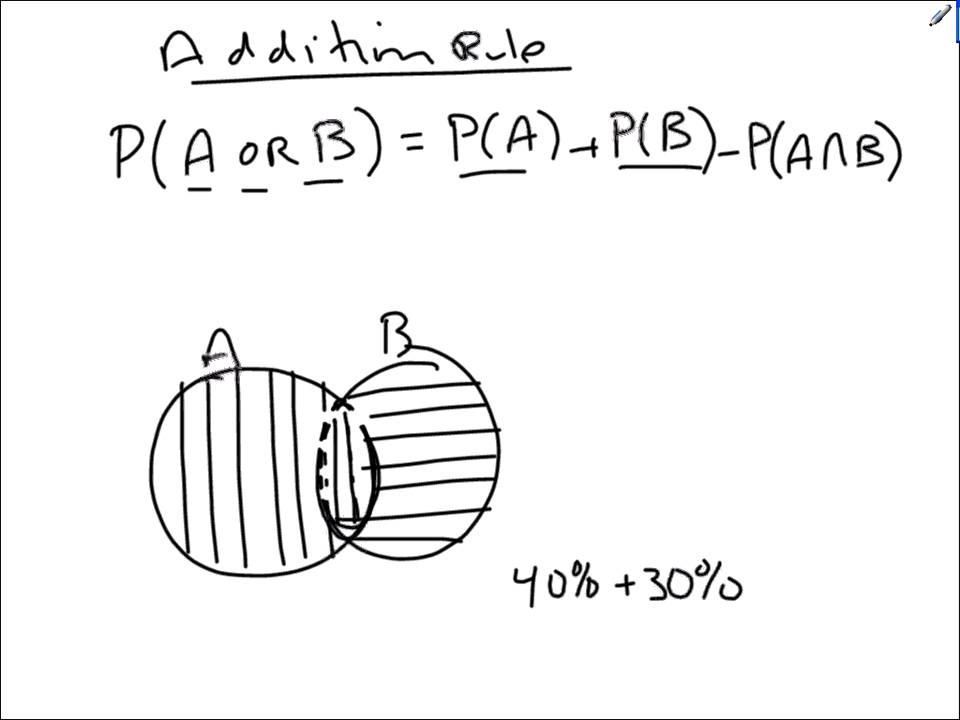 Addition Rule
P(A OR B) = P(A) + P(B) - P(A∩B)
A
B
40% + 30%